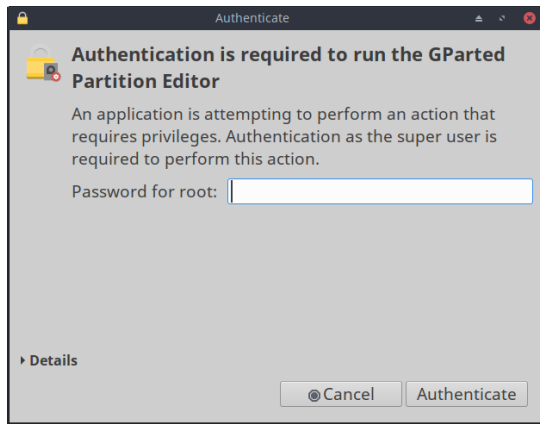 Authenticate
Authentication is required to run the GParted
Partition Editor
An application is attempting to perform an action that
requires privileges. Authentication as the super user is
required to perform this action.
Password for root:
Details
Cancel
Authenticate